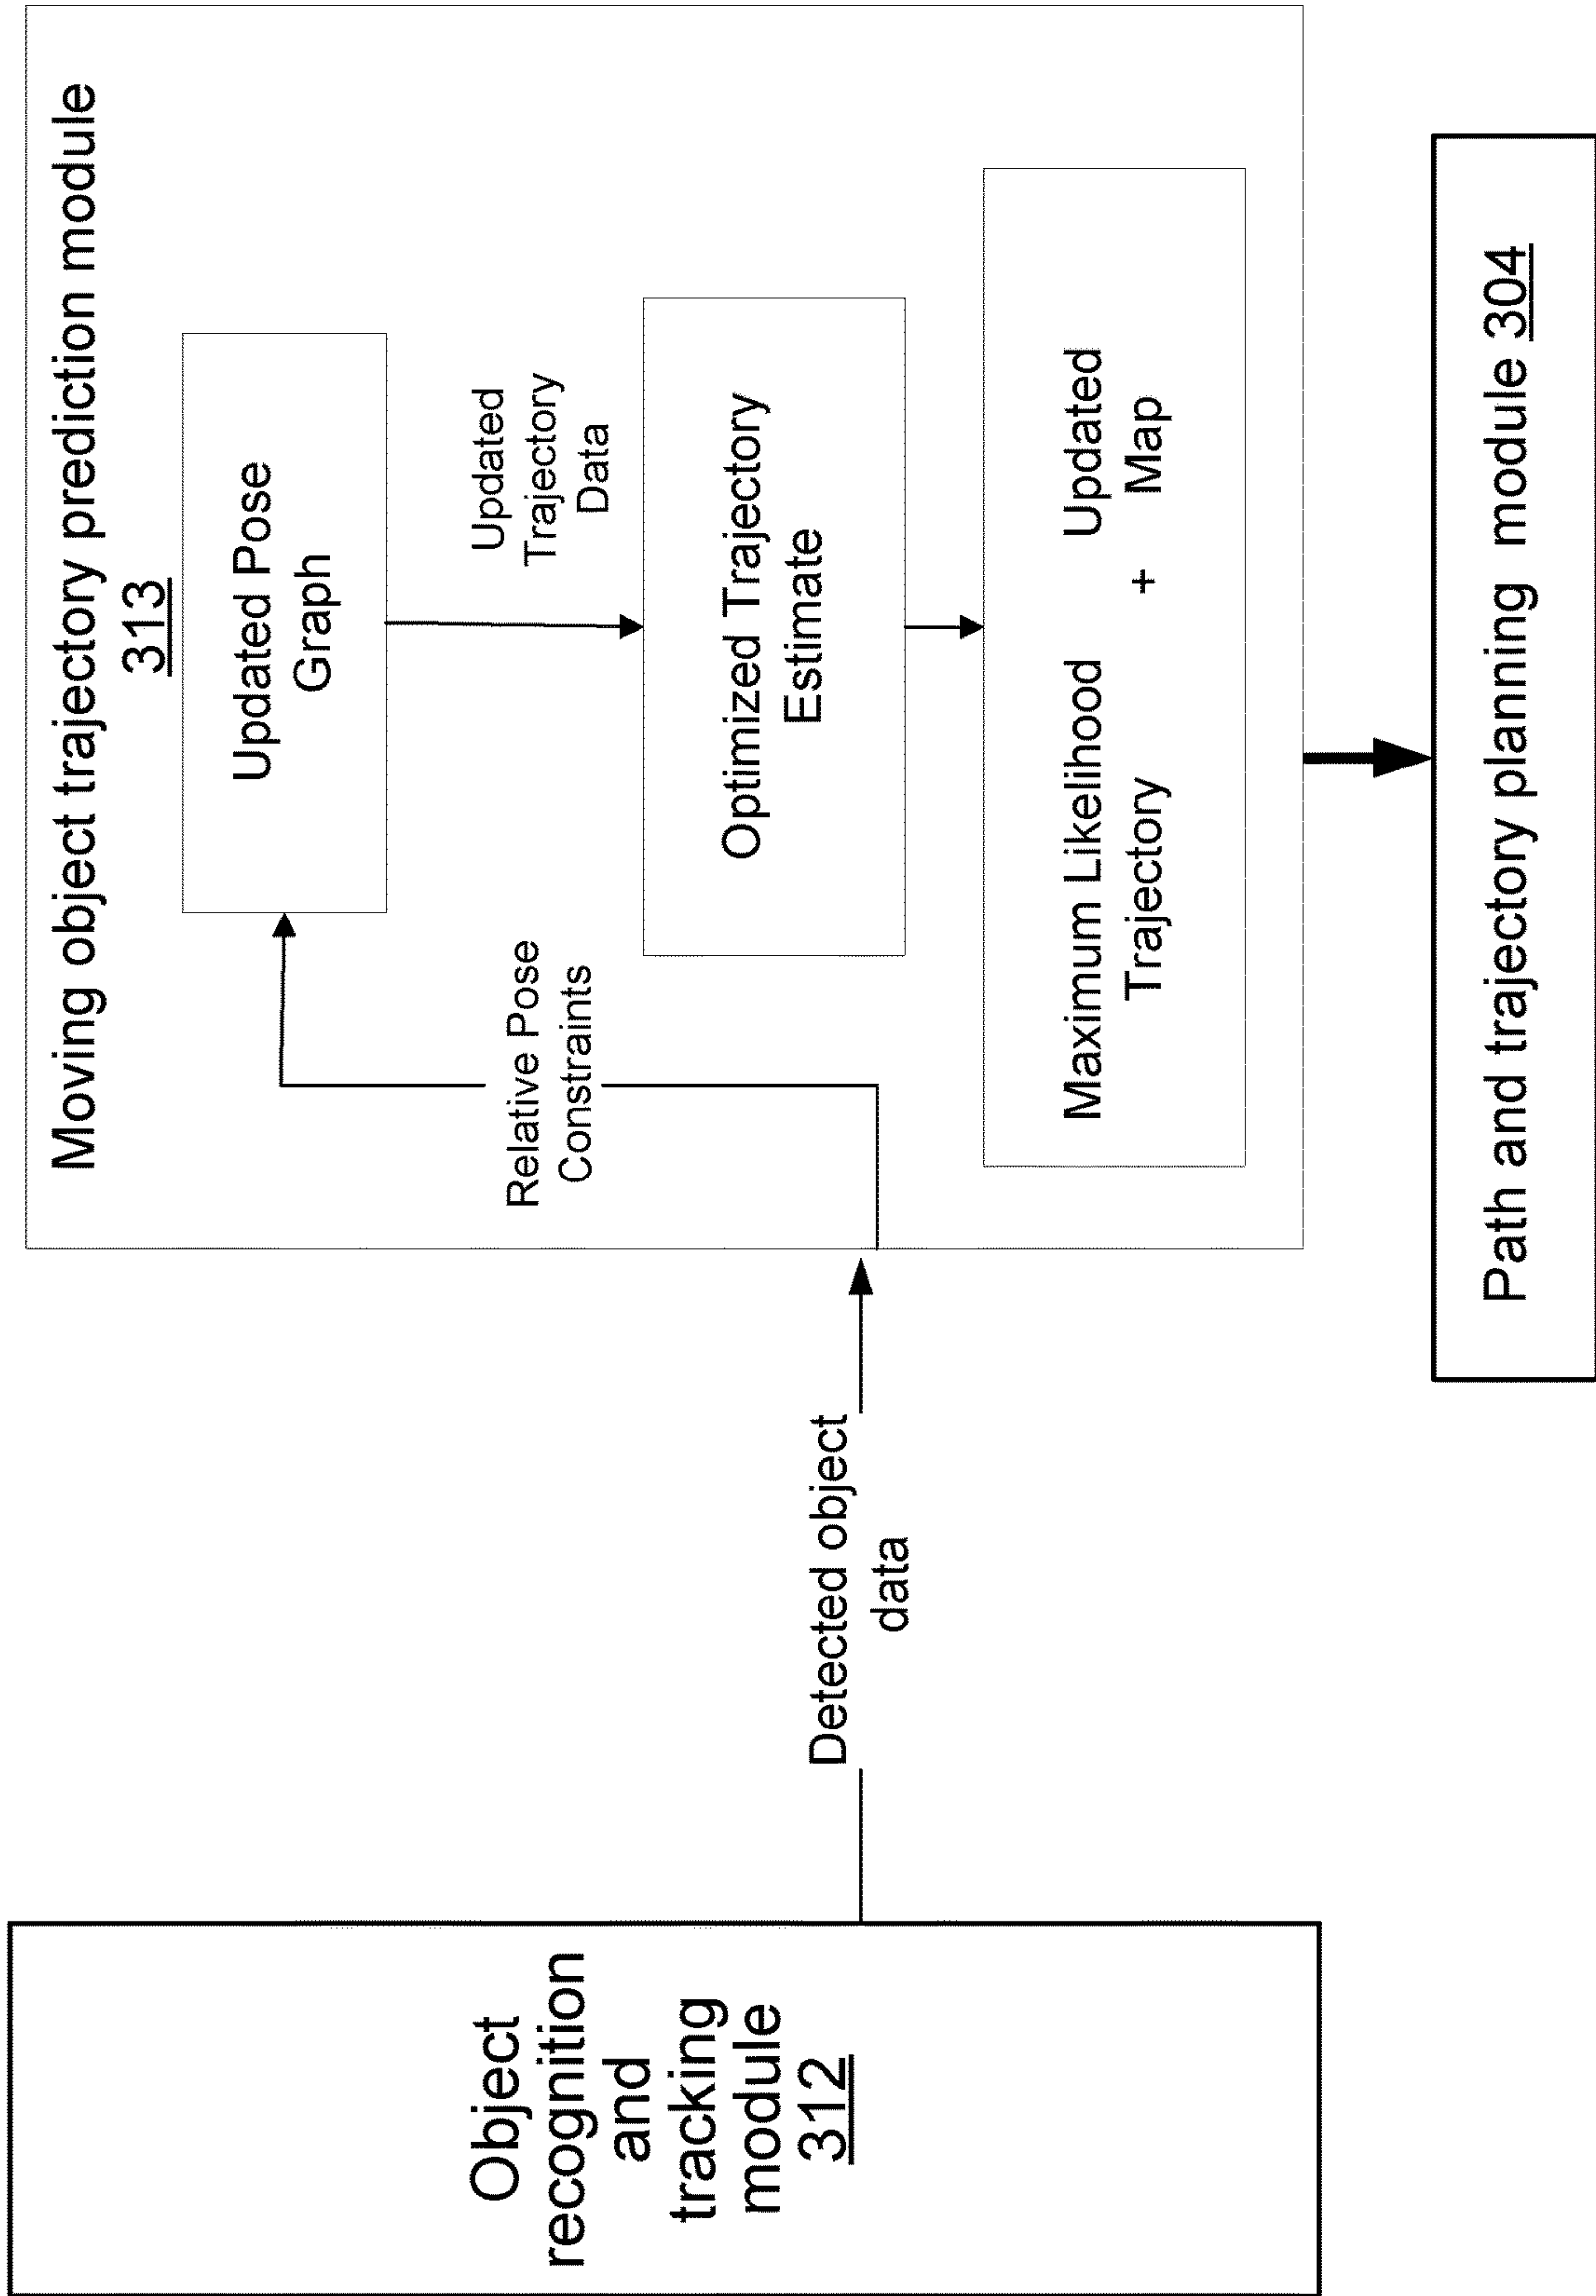 Object
recognition
and
tracking
module
312
Detected object
data
Moving object trajectory prediction module
313
Relative Pose
Constraints
Updated Pose
Graph
Updated
Trajectory
Data
Optimized Trajectory
Estimate
Maximum Likelihood
Trajectory
+
Updated
Map
Path and trajectory planning module 304